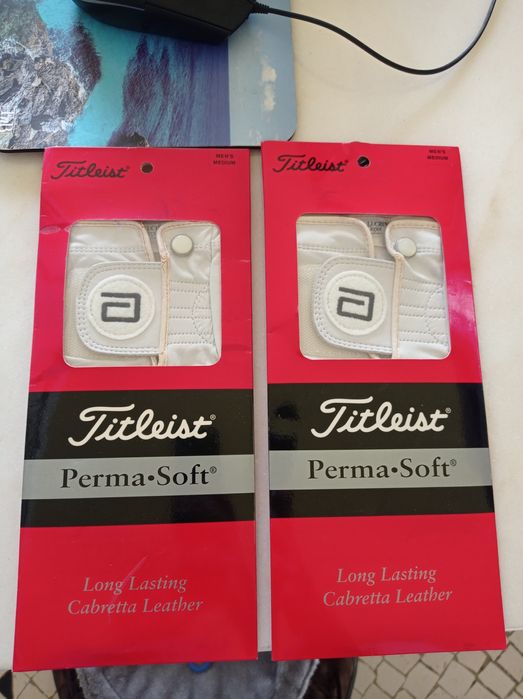 Titleist
MEN'S
MEDIUM
a
Titleist®
Perma•Soft®
Long Lasting
Cabretta Leather
Titleist
MEN'S
MEDIUM
a
Titleist®
Perma•Soft®
Long Lasting
Cabretta Leather